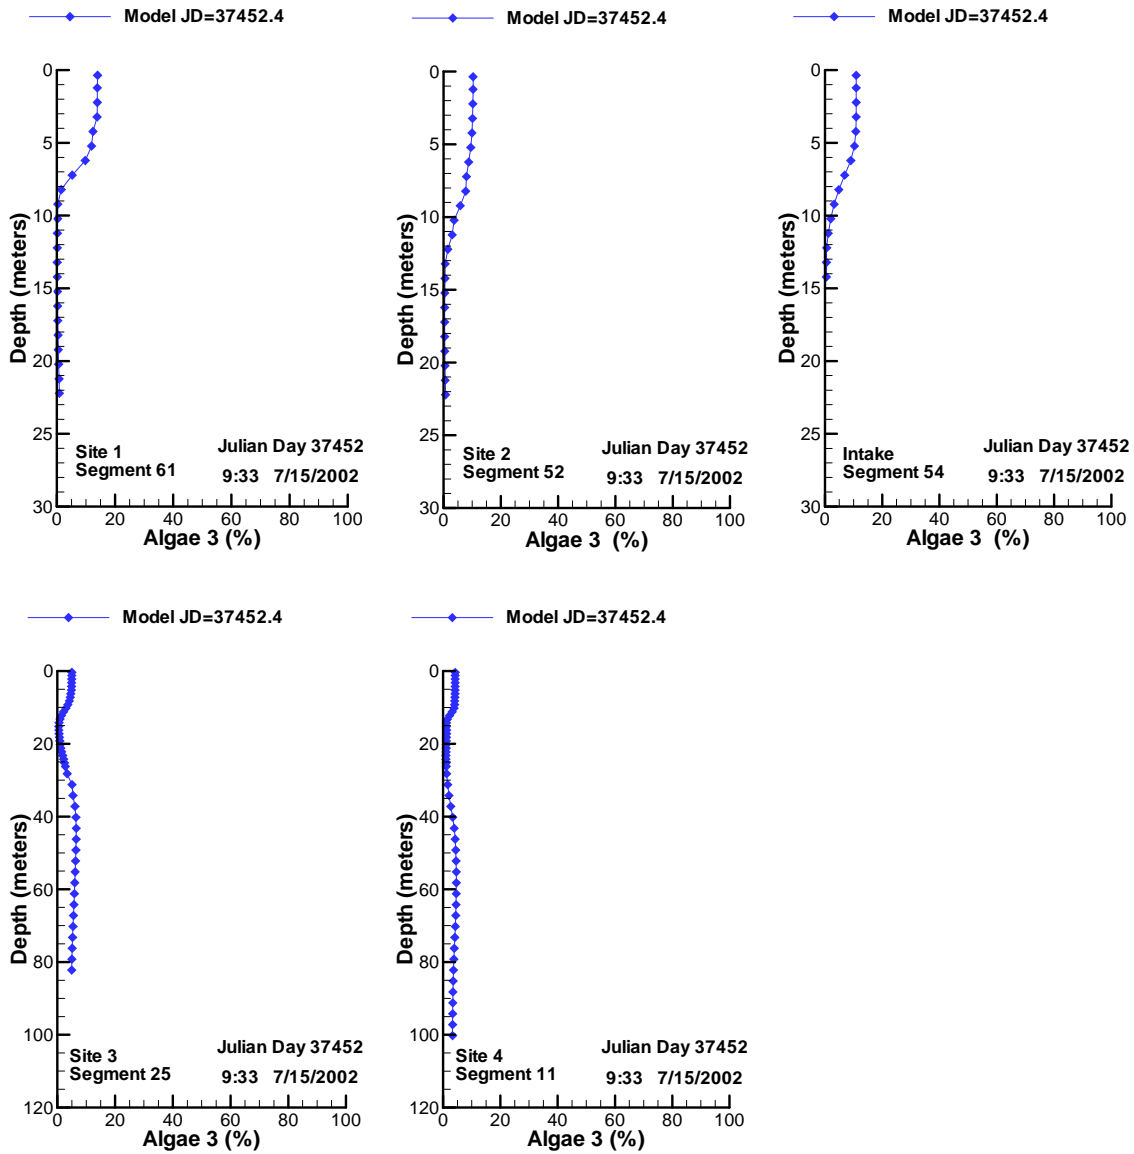 Model JD=37452.4
0
5
10
15
20
25
30
Depth (meters)
Site 1
Segment 61
Julian Day 37452
9:33 7/15/2002
0 20 40 60 80 100
Algae 3 (%)
Model JD=37452.4
0
5
10
15
20
25
30
Depth (meters)
Site 2
Segment 52
Julian Day 37452
9:33 7/15/2002
0 20 40 60 80 100
Algae 3 (%)
Model JD=37452.4
0
5
10
15
20
25
30
Depth (meters)
Intake
Segment 54
Julian Day 37452
9:33 7/15/2002
0 20 40 60 80 100
Algae 3 (%)
Model JD=37452.4
0
20
40
60
80
100
120
Depth (meters)
Site 3
Segment 25
Julian Day 37452
9:33 7/15/2002
0 20 40 60 80 100
Algae 3 (%)
Model JD=37452.4
0
20
40
60
80
100
120
Depth (meters)
Site 4
Segment 11
Julian Day 37452
9:33 7/15/2002
0 20 40 60 80 100
Algae 3 (%)